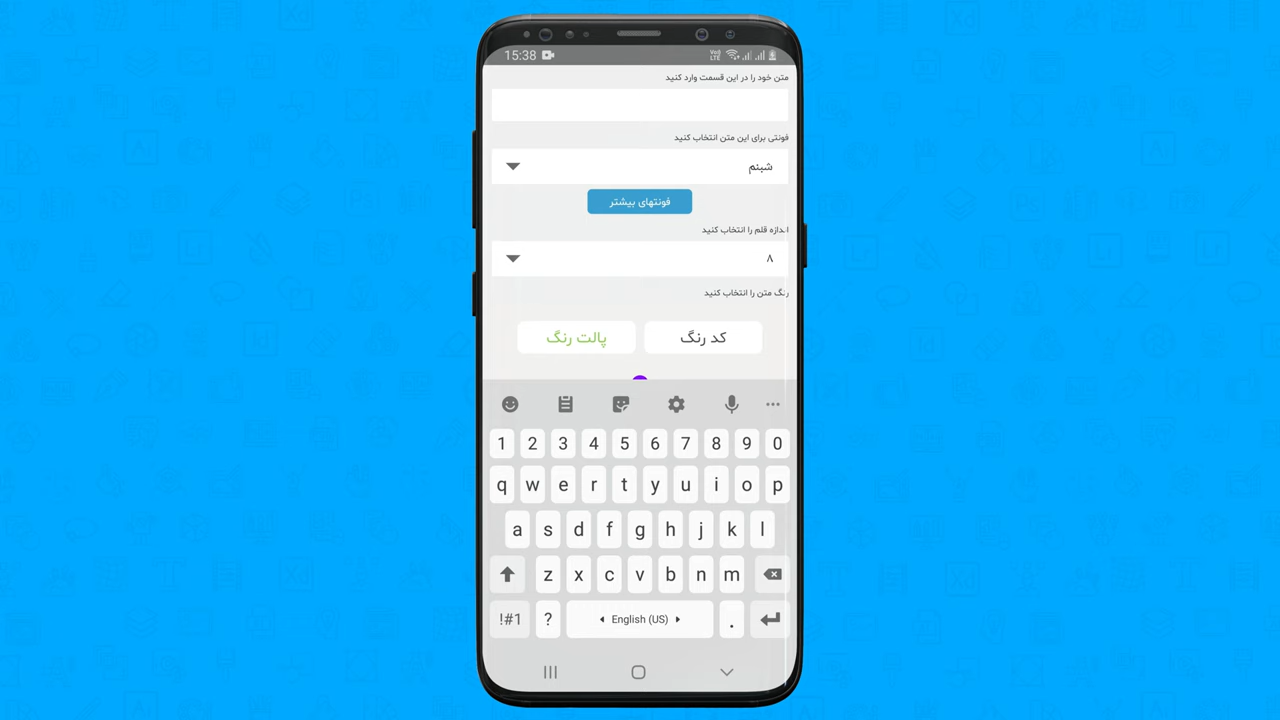 15:38
VoD LTE
متن خود را در این قسمت وارد کنید
فونتی برای این متن انتخاب کنید
شبنم
فونتهای بیشتر
اندازه قلم را انتخاب کنید
۸
رنگ متن را انتخاب کنید
کد رنگ
پالت رنگ
1 2 3 4 5 6 7 8 9 0
q w e r t y u i o p
a s d f g h j k l
z x c v b n m
!#1 ? English (US) .